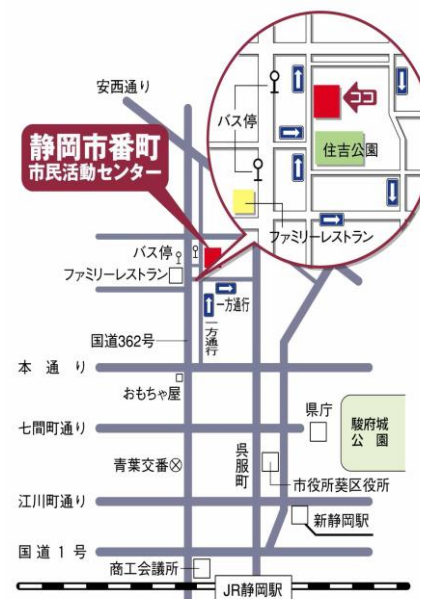 安西通り
バス停
ココ
住吉公園
ファミリーレストラン
静岡市番町
市民活動センター
バス停
ファミリーレストラン
一方通行
一方通行
国道362号
本通り
おもちゃ屋
七間町通り
県庁
駿府城
公園
呉服町
青葉交番
市役所葵区役所
江川町通り
新静岡駅
国道1号
商工会議所
JR静岡駅